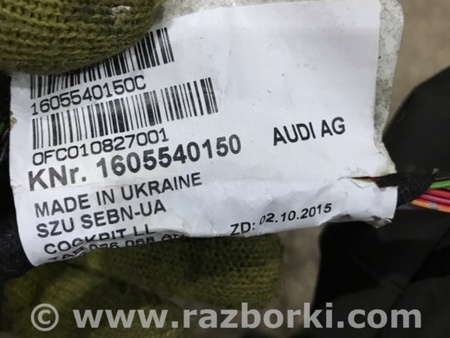 1605540150C
0FC010827001
KNr. 1605540150 AUDI AG
MADE IN UKRAINE
SZU SEBN-UA
COCKPIT LL ZD: 02.10.2015
www.razborki.com